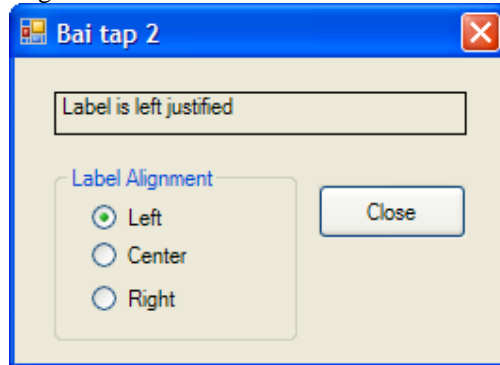 Bai tap 2
Label is left justified
Label Alignment
Left
Close
Center
Right